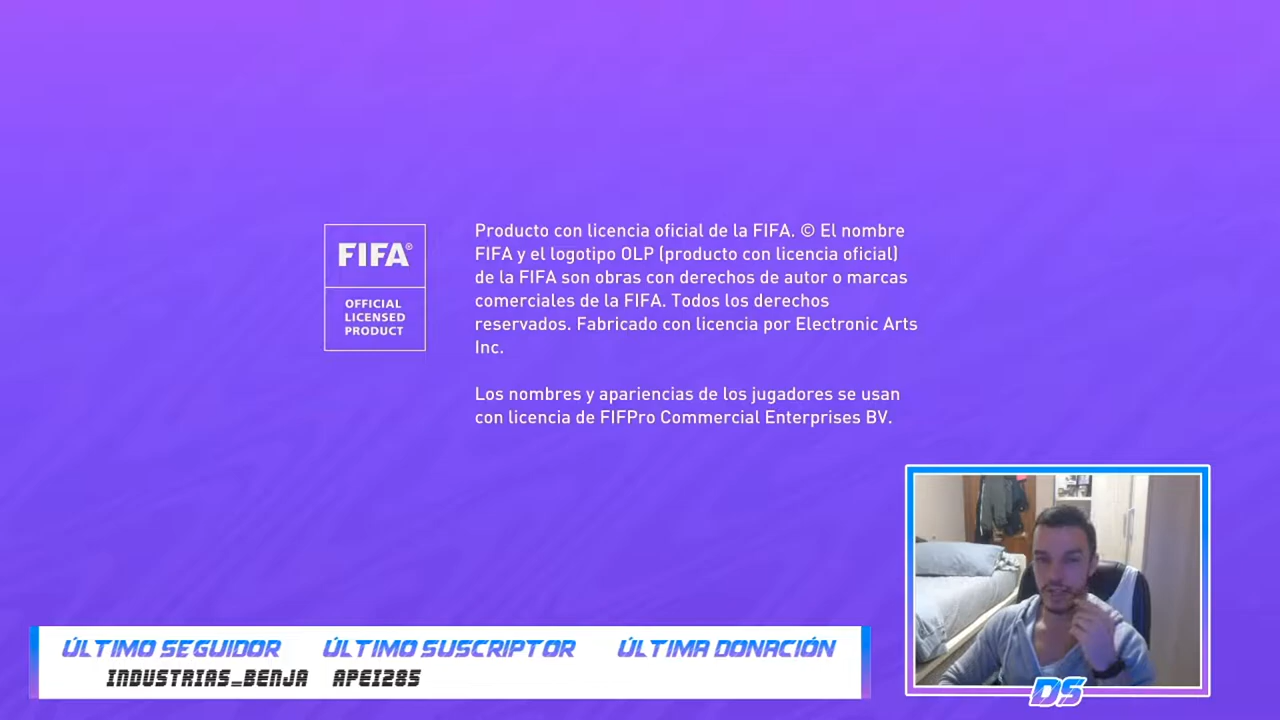 FIFA®
OFFICIAL
LICENSED
PRODUCT
Producto con licencia oficial de la FIFA. © El nombre
FIFA y el logotipo OLP (producto con licencia oficial)
de la FIFA son obras con derechos de autor o marcas
comerciales de la FIFA. Todos los derechos
reservados. Fabricado con licencia por Electronic Arts
Inc.
Los nombres y apariencias de los jugadores se usan
con licencia de FIFPro Commercial Enterprises BV.
ÚLTIMO SEGUIDOR ÚLTIMO SUSCRIPTOR ÚLTIMA DONACIÓN
INDUSTRIAS_BENJA APEI285
DS